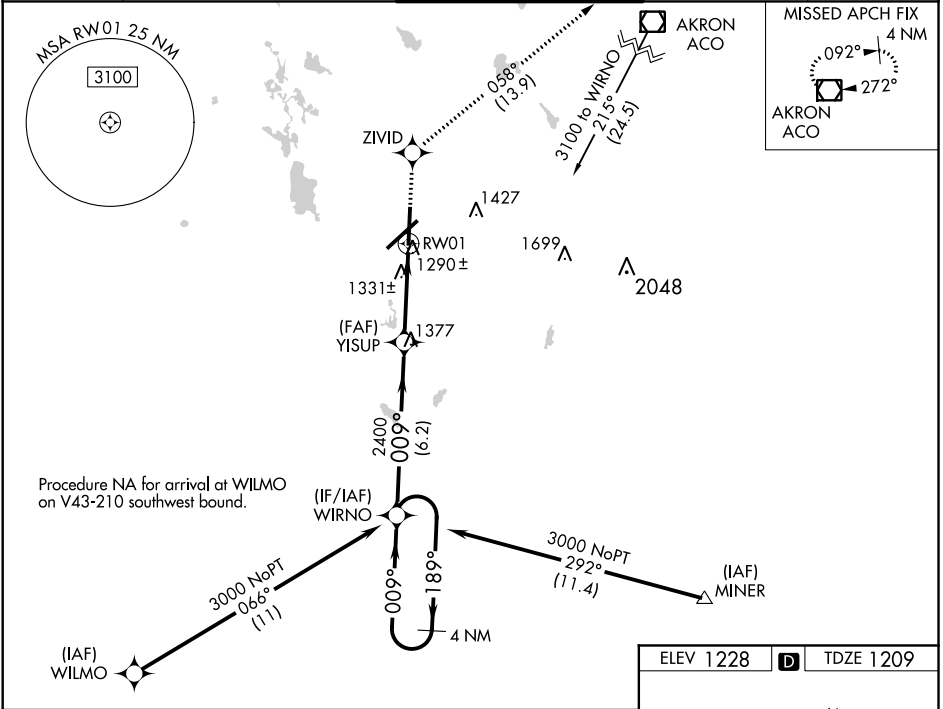 MSA RW01 25 NM
3100
058°
(13.9)
AKRON
ACO
3100 to WIRNO
215°
(24.5)
MISSED APCH FIX
4 NM
092°
272°
AKRON
ACO
ZIVID
1427
RW01
1290 ±
1699
2048
1331±
(FAF)
YISUP
1377
2400
009°
(6.2)
Procedure NA for arrival at WILMO
on V43-210 southwest bound.
(IF/IAF)
WIRNO
3000 NoPT
066°
(11)
009°
189°
4 NM
3000 NoPT
292°
(11.4)
(IAF)
MINER
(IAF)
WILMO
ELEV 1228
D
TDZE 1209